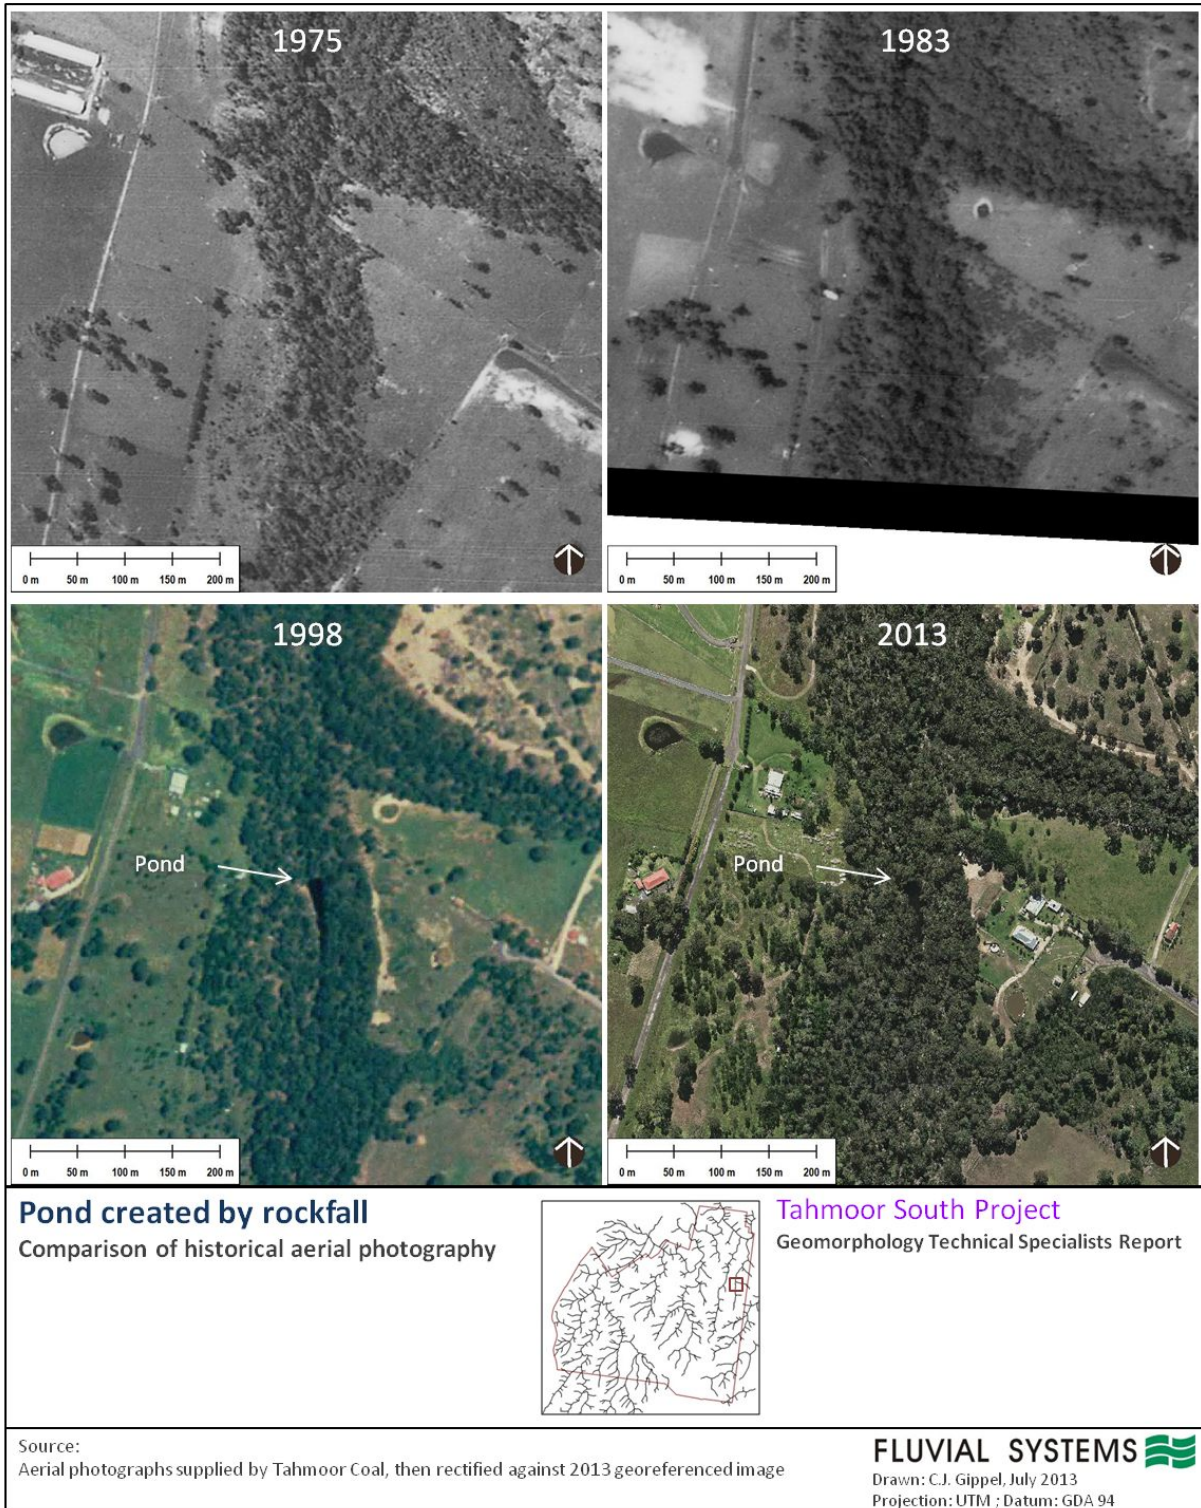 1975
1983
0 m 50 m 100 m 150 m 200 m
0 m 50 m 100 m 150 m 200 m
1998
2013
Pond
Pond
0 m 50 m 100 m 150 m 200 m
0 m 50 m 100 m 150 m 200 m
Pond created by rockfall
Comparison of historical aerial photography
Tahmoor South Project
Geomorphology Technical Specialists Report
Source:
Aerial photographs supplied by Tahmoor Coal, then rectified against 2013 georeferenced image
FLUVIAL SYSTEMS
Drawn: C.J. Gippel, July 2013
Projection: UTM ; Datum: GDA 94